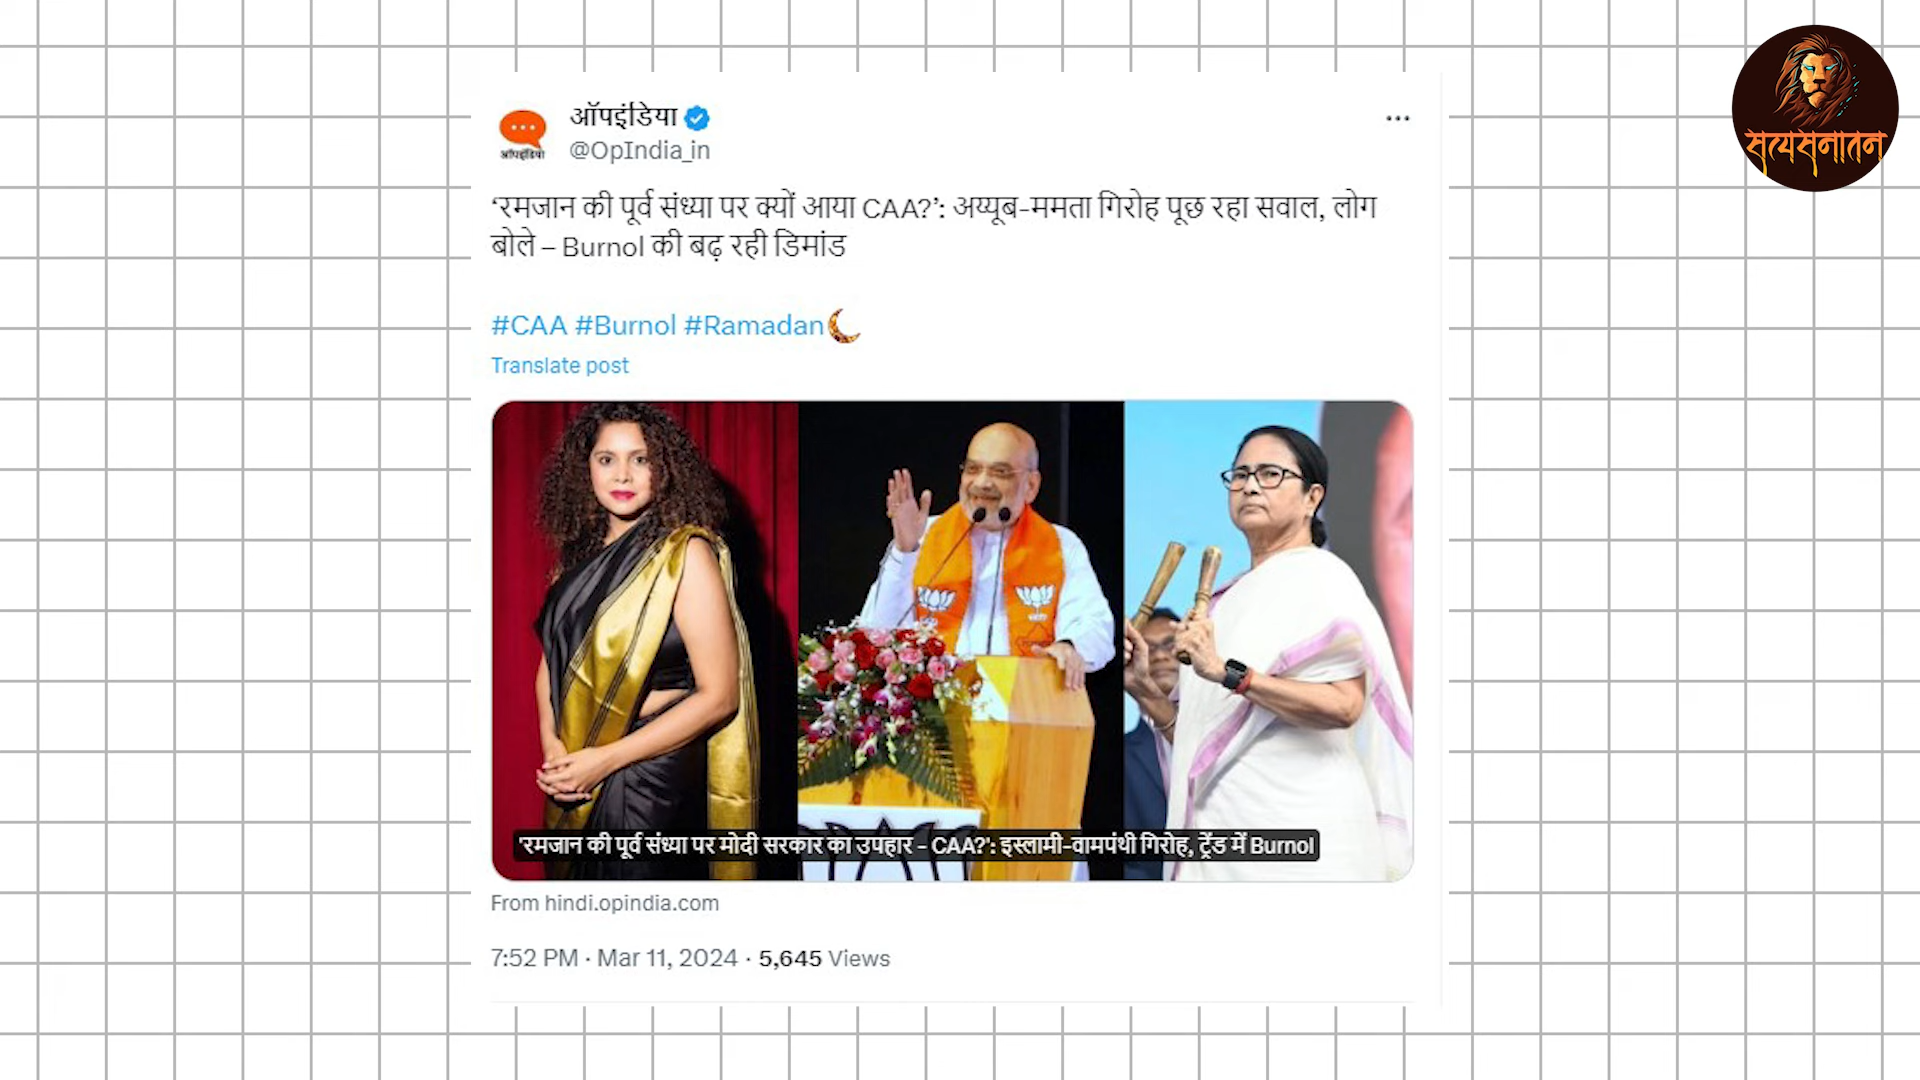 ऑपइंडिया
@OpIndia_in
सत्यसनातन
ऑपइंडिया
‘रमजान की पूर्व संध्या पर क्यों आया CAA?’: अय्यूब-ममता गिरोह पूछ रहा सवाल, लोग
बोले – Burnol की बढ़ रही डिमांड
#CAA #Burnol #Ramadan
Translate post
'रमजान की पूर्व संध्या पर मोदी सरकार का उपहार - CAA?': इस्लामी-वामपंथी गिरोह, ट्रेंड में Burnol
From hindi.opindia.com
7:52 PM · Mar 11, 2024 · 5,645 Views